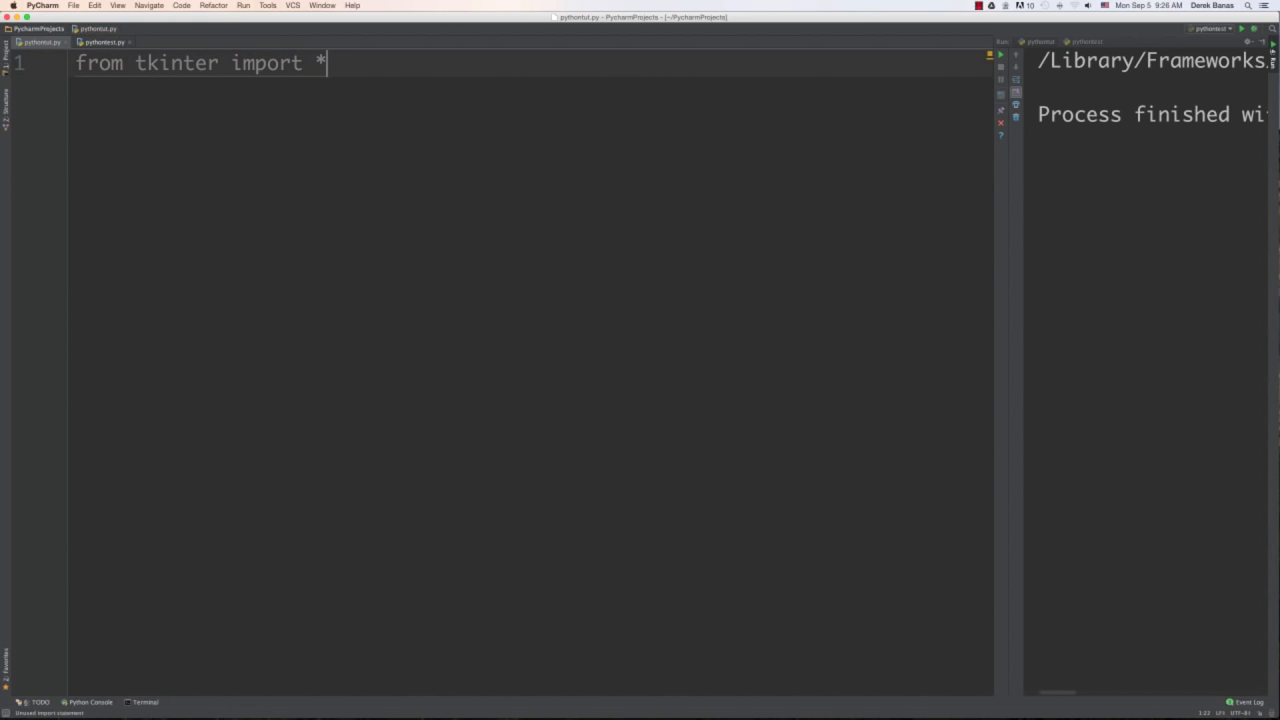 PyCharm File Edit View Navigate Code Refactor Run Tools VCS Window Help 10 Mon Sep 5 9:26 AM Derek Banas
pythontut.py - PycharmProjects - [~/PycharmProjects]
PycharmProjects pythontut.py pythontest
pythontut.py pythontest.py Run: pythontut pythontest
1: Project
Z: Structure
2: Favorites
4: Run
1 from tkinter import *
/Library/Frameworks
Process finished wi
6: TODO Python Console Terminal Event Log
Unused import statement 1:22 LF UTF-8